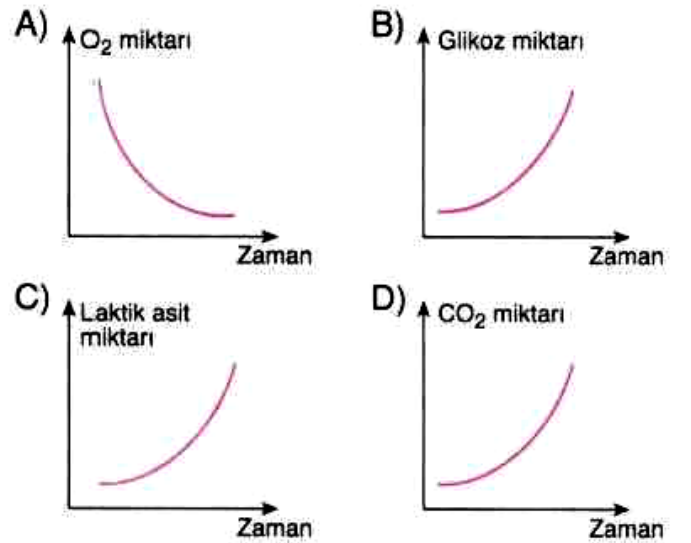 A)
O₂ miktarı
Zaman
B)
Glikoz miktarı
Zaman
C)
Laktik asit
miktarı
Zaman
D)
CO₂ miktarı
Zaman